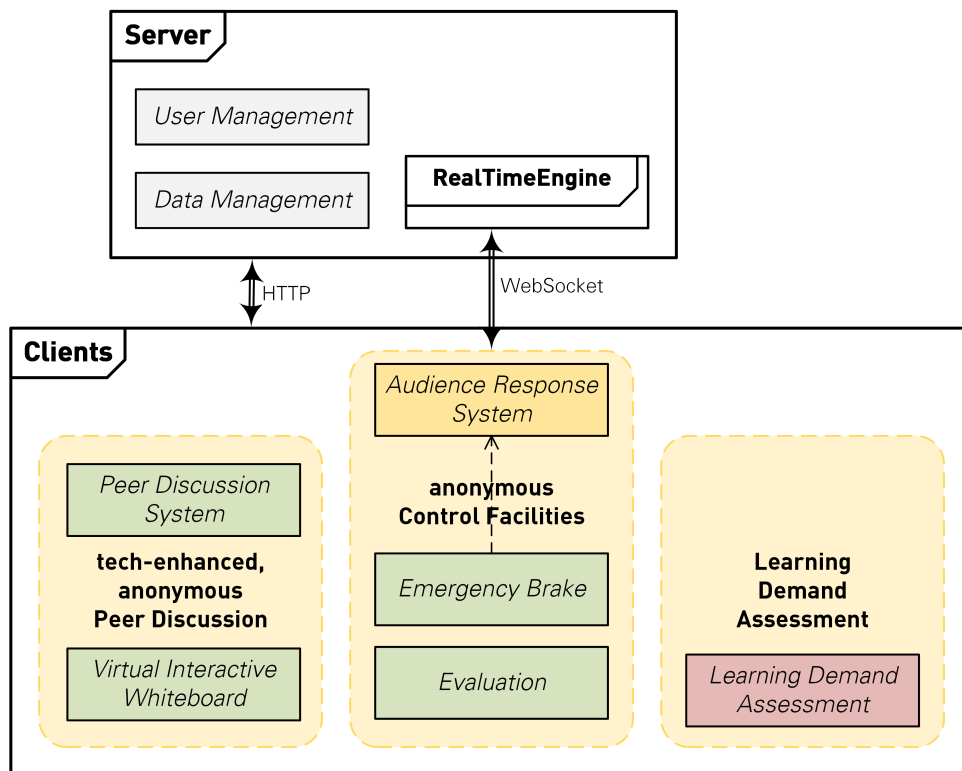 Server
User Management
Data Management
RealTimeEngine
HTTP
WebSocket
Clients
Peer Discussion
System
tech-enhanced,
anonymous
Peer Discussion
Virtual Interactive
Whiteboard
Audience Response
System
anonymous
Control Facilities
Emergency Brake
Evaluation
Learning
Demand
Assessment
Learning Demand
Assessment